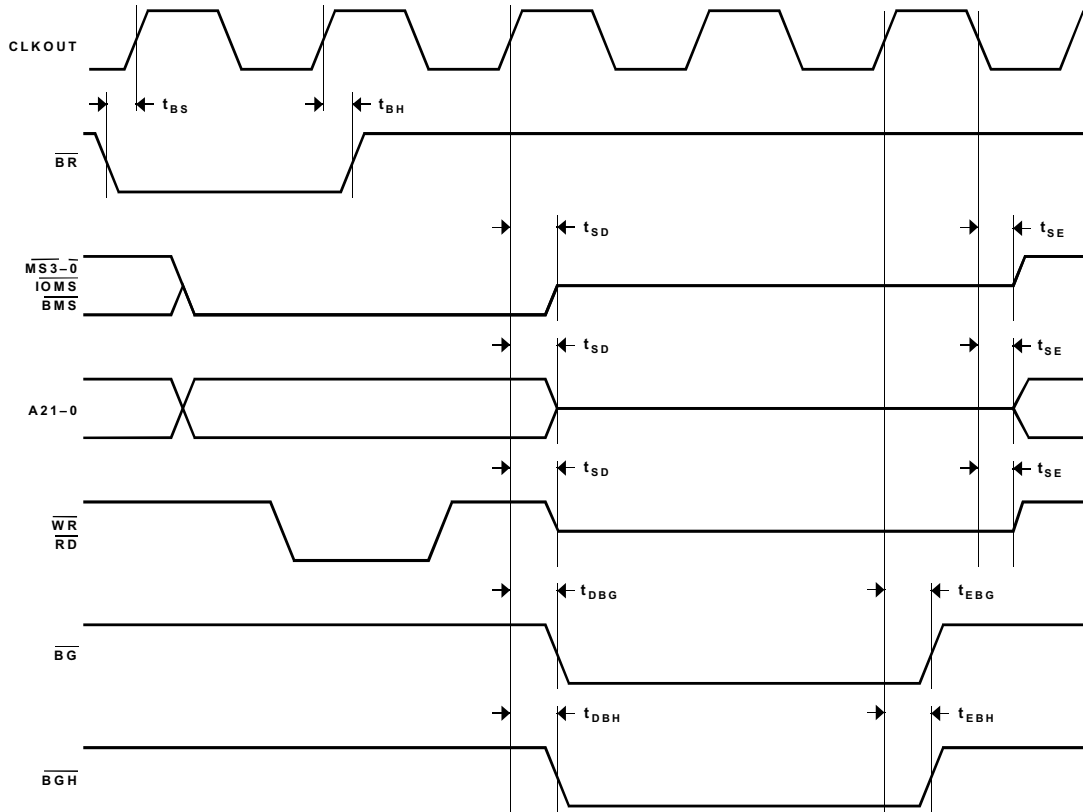 CLKOUT
tBS
tBH
BR
tSD
tSE
MS3–0
IOMS
BMS
tSD
tSE
A21–0
tSD
tSE
WR
RD
tDBG
tEBG
BG
tDBH
tEBH
BGH